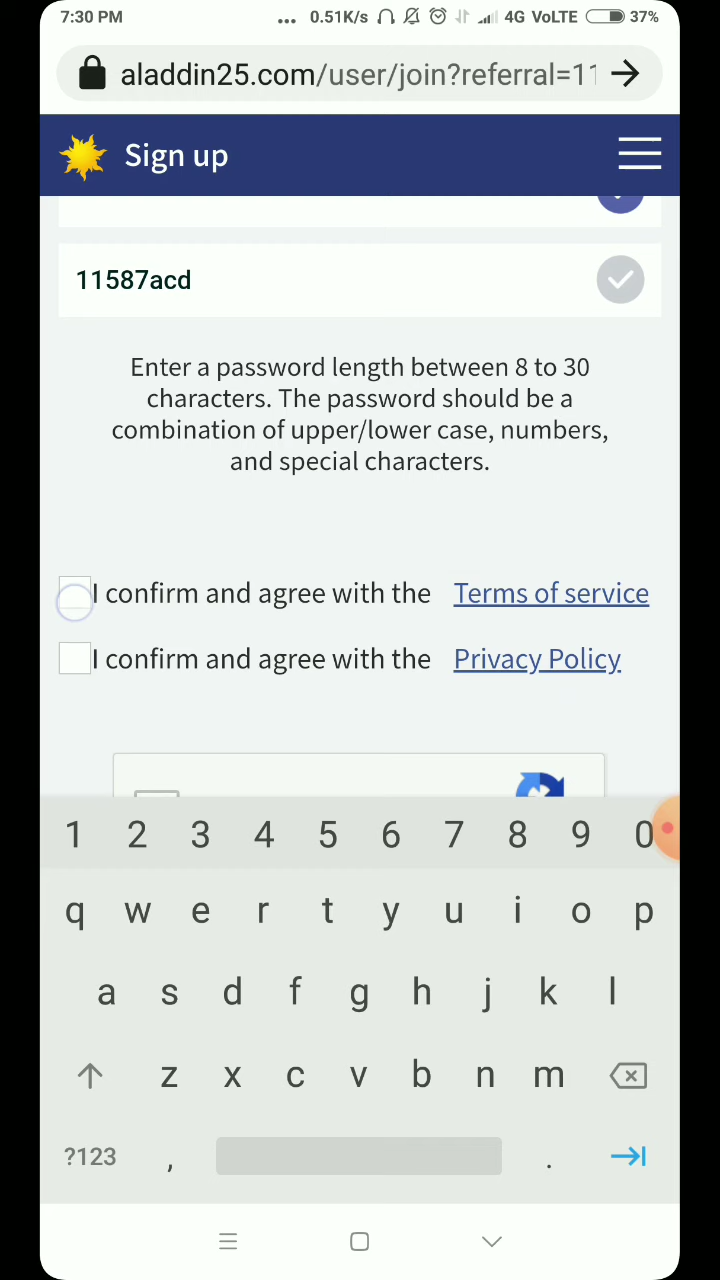 7:30 PM ... 0.51K/s 4G VoLTE 37%
aladdin25.com/user/join?referral=11
Sign up
11587acd
Enter a password length between 8 to 30
characters. The password should be a
combination of upper/lower case, numbers,
and special characters.
I confirm and agree with the Terms of service
I confirm and agree with the Privacy Policy
1 2 3 4 5 6 7 8 9 0
q w e r t y u i o p
a s d f g h j k l
z x c v b n m
?123 , .